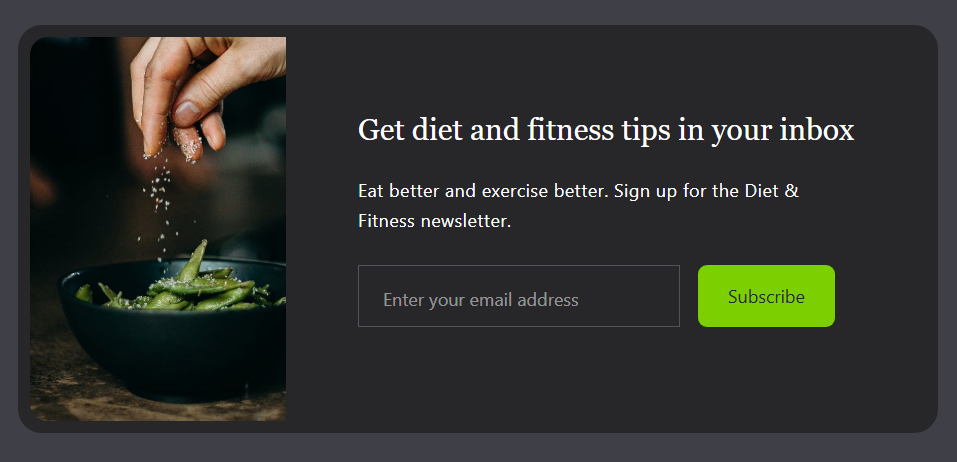 Get diet and fitness tips in your inbox
Eat better and exercise better. Sign up for the Diet &
Fitness newsletter.
Enter your email address
Subscribe